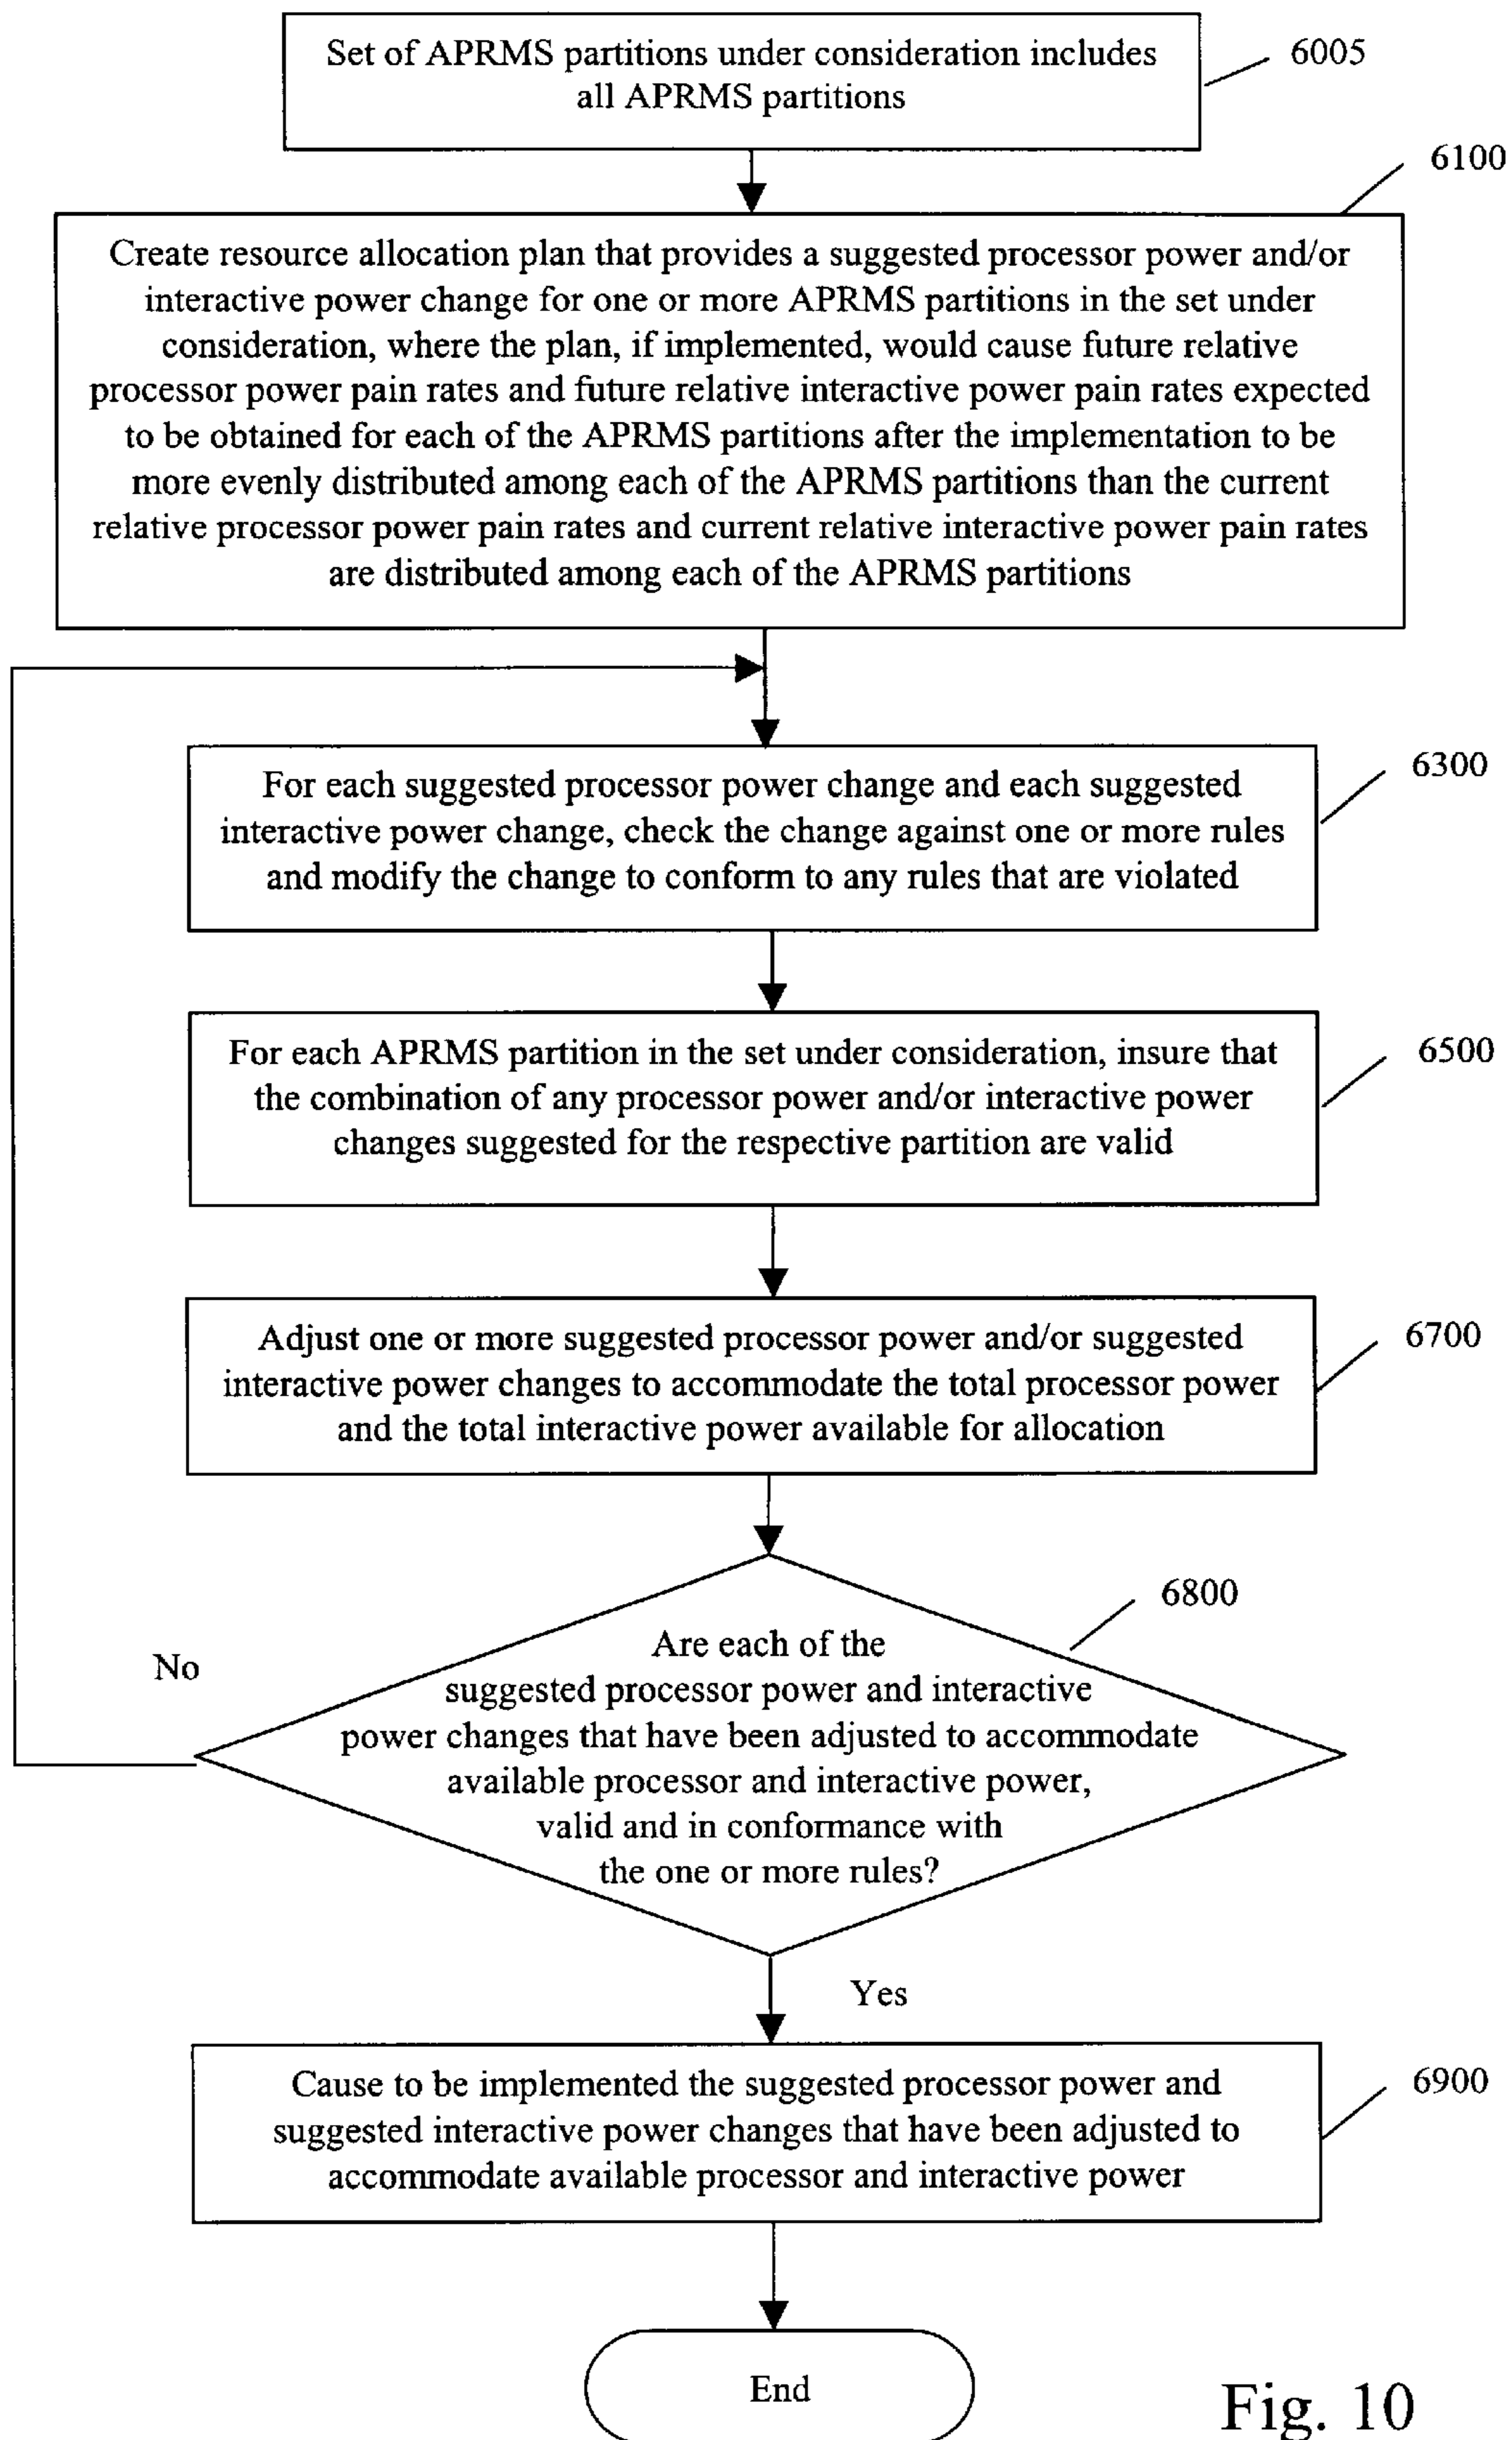 Set of APRMS partitions under consideration includes
all APRMS partitions
6005
6100
Create resource allocation plan that provides a suggested processor power and/or
interactive power change for one or more APRMS partitions in the set under
consideration, where the plan, if implemented, would cause future relative
processor power pain rates and future relative interactive power pain rates expected
to be obtained for each of the APRMS partitions after the implementation to be
more evenly distributed among each of the APRMS partitions than the current
relative processor power pain rates and current relative interactive power pain rates
are distributed among each of the APRMS partitions
For each suggested processor power change and each suggested
interactive power change, check the change against one or more rules
and modify the change to conform to any rules that are violated
6300
For each APRMS partition in the set under consideration, insure that
the combination of any processor power and/or interactive power
changes suggested for the respective partition are valid
6500
Adjust one or more suggested processor power and/or suggested
interactive power changes to accommodate the total processor power
and the total interactive power available for allocation
6700
6800
Are each of the
suggested processor power and interactive
power changes that have been adjusted to accommodate
available processor and interactive power,
valid and in conformance with
the one or more rules?
No
Yes
Cause to be implemented the suggested processor power and
suggested interactive power changes that have been adjusted to
accommodate available processor and interactive power
6900
End
Fig. 10